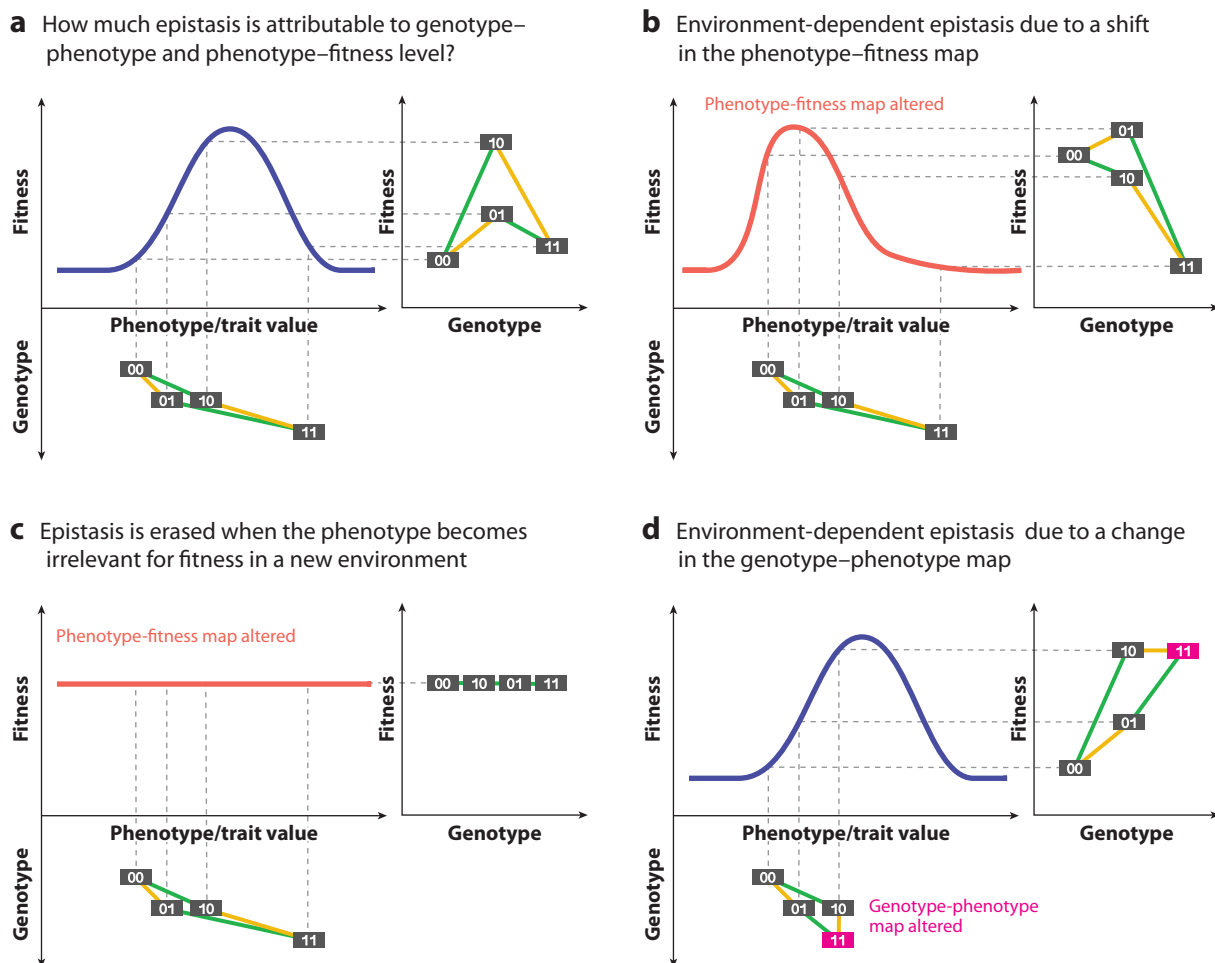 a How much epistasis is attributable to genotype–
phenotype and phenotype–fitness level?
Fitness
Phenotype/trait value
Genotype
00
01
10
11
Fitness
10
01
00
11
Genotype
b Environment-dependent epistasis due to a shift
in the phenotype–fitness map
Phenotype-fitness map altered
Fitness
Phenotype/trait value
Genotype
00
01
10
11
Fitness
01
00
10
11
Genotype
c Epistasis is erased when the phenotype becomes
irrelevant for fitness in a new environment
Phenotype-fitness map altered
Fitness
Phenotype/trait value
Genotype
00
01
10
11
Fitness
00 10 01 11
Genotype
d Environment-dependent epistasis due to a change
in the genotype–phenotype map
Fitness
Phenotype/trait value
Genotype
00
01
10
11
Genotype-phenotype
map altered
Fitness
10
11
01
00
Genotype